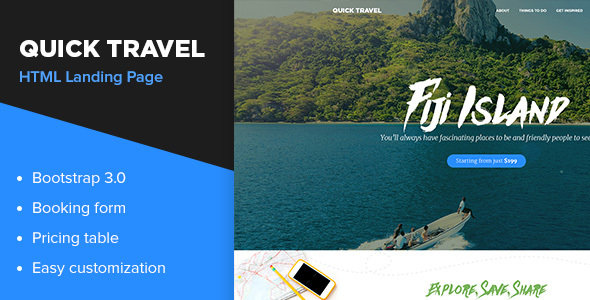 QUICK TRAVEL
HTML Landing Page
Bootstrap 3.0
Booking form
Pricing table
Easy customization
QUICK TRAVEL
ABOUT THINGS TO DO GET INSPIRED
FIJI ISLAND
You'll always have fascinating places to be and friendly people to see
Starting from just $199
EXPLORE, SAVE, SHARE